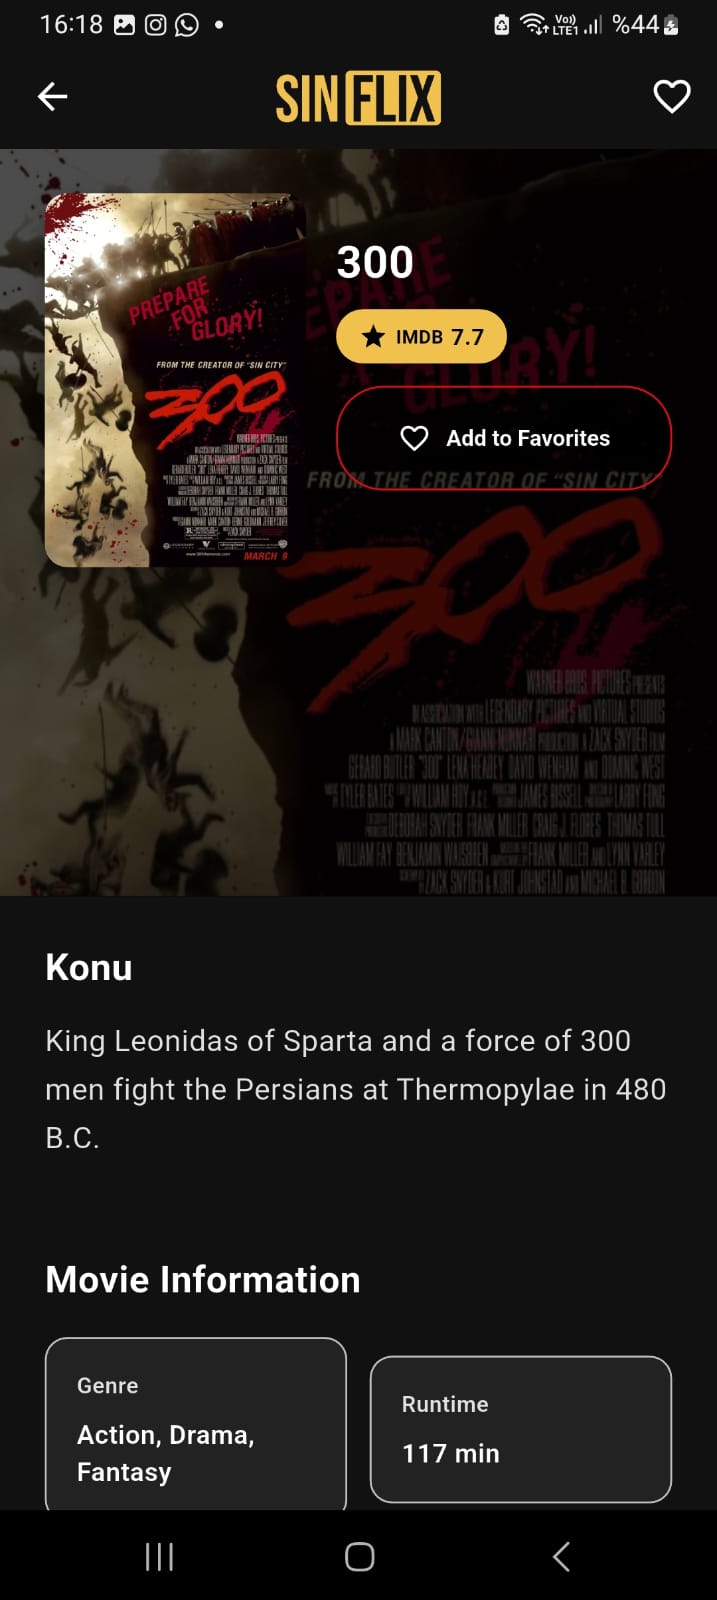 16:18
Vo))
LTE1
%44
SINFLIX
PREPARE
FOR
GLORY!
FROM THE CREATOR OF "SIN CITY"
300
MARCH 9
300
IMDB 7.7
Add to Favorites
GLORY!
FROM THE CREATOR OF "SIN CITY"
300
WARNER BROS. PICTURES PRESENTS
IN ASSOCIATION WITH LEGENDARY PICTURES AND VIRTUAL STUDIOS
A MARK CANTON PRODUCTION A ZACK SNYDER FILM
GERARD BUTLER "300" LENA HEADEY DAVID WENHAM AND DOMINIC WEST
TYLER BATES WILLIAM HOY JAMES BISSELL LARRY FONG
DEBORAH SNYDER FRANK MILLER CRAIG J. FLORES THOMAS TULL
WILLIAM FAY BENJAMIN WAISBREN FRANK MILLER AND LYNN VARLEY
ZACK SNYDER & KURT JOHNSTAD AND MICHAEL B. GORDON
Konu
King Leonidas of Sparta and a force of 300
men fight the Persians at Thermopylae in 480
B.C.
Movie Information
Genre
Action, Drama,
Fantasy
Runtime
117 min